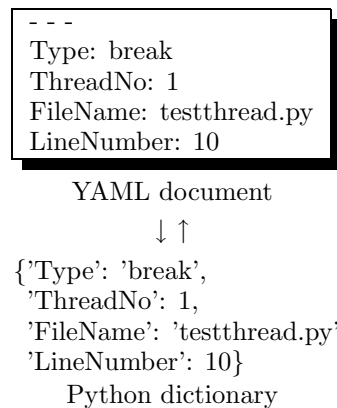 - - -
Type: break
ThreadNo: 1
FileName: testthread.py
LineNumber: 10
YAML document
↓ ↑
{'Type': 'break',
'ThreadNo': 1,
'FileName': 'testthread.py'
'LineNumber': 10}
Python dictionary